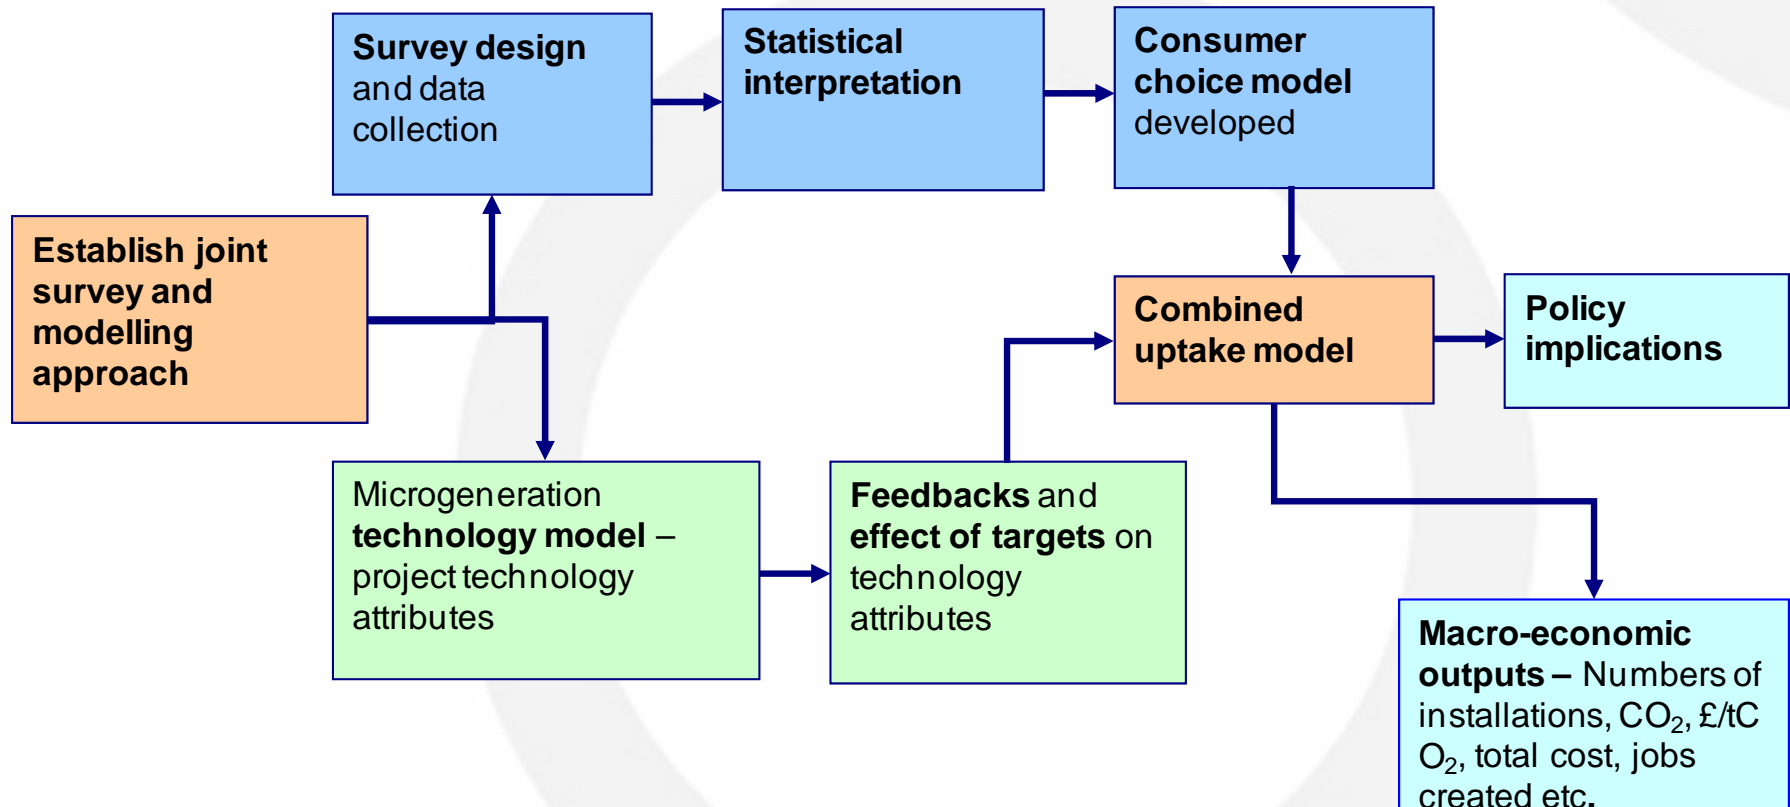 Survey design
and data
collection
Statistical
interpretation
Consumer
choice model
developed
Establish joint
survey and
modelling
approach
Combined
uptake model
Policy
implications
Microgeneration
technology model –
project technology
attributes
Feedbacks and
effect of targets on
technology
attributes
Macro-economic
outputs – Numbers of
installations, CO₂, £/tC
O₂, total cost, jobs
created etc.